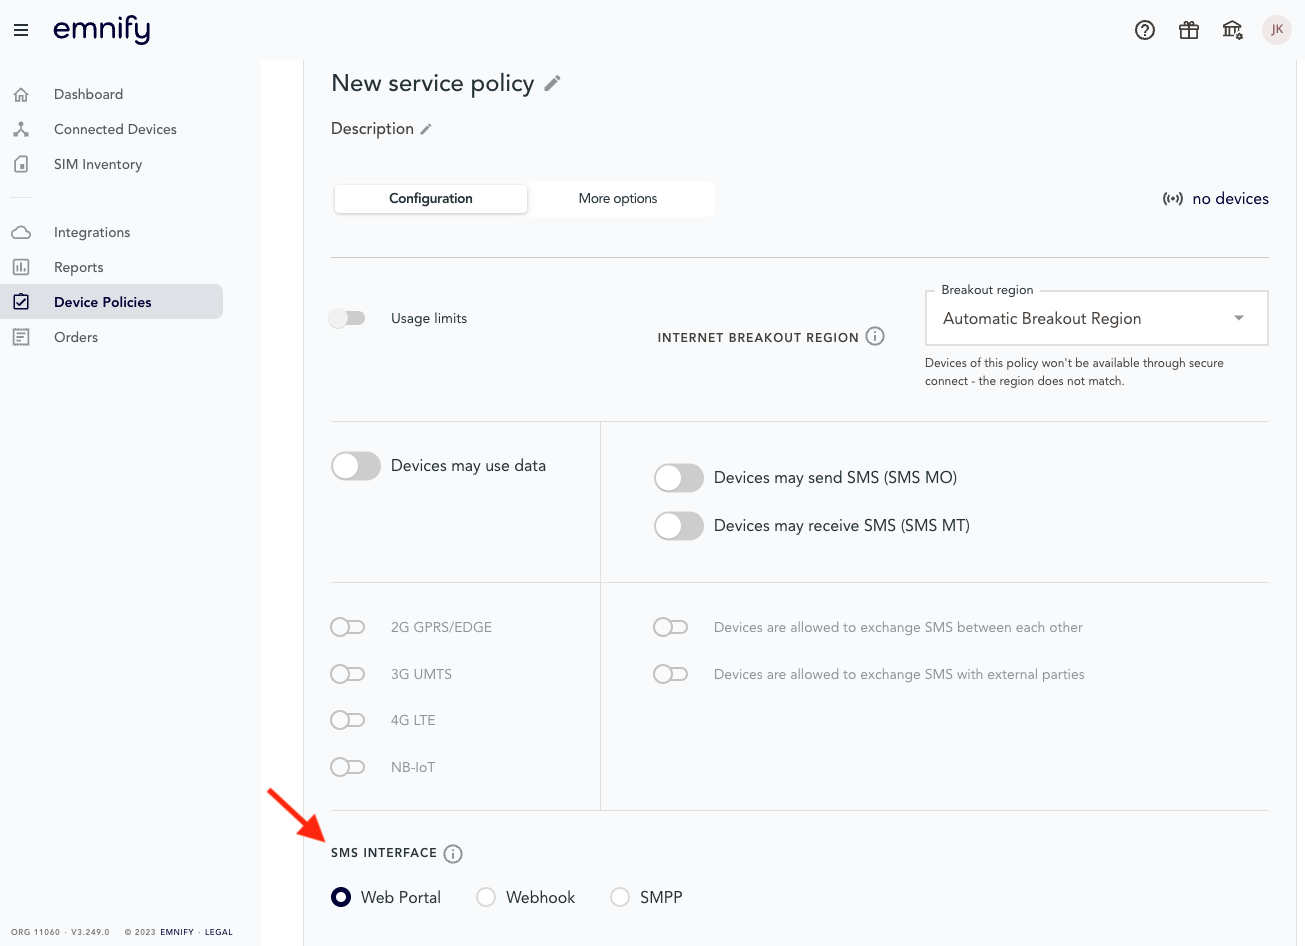 emnify
JK
Dashboard
Connected Devices
SIM Inventory
Integrations
Reports
Device Policies
Orders
ORG 11060 · V3.249.0 © 2023 EMNIFY · LEGAL
New service policy
Description
Configuration
More options
no devices
Usage limits
INTERNET BREAKOUT REGION
Breakout region
Automatic Breakout Region
Devices of this policy won't be available through secure
connect - the region does not match.
Devices may use data
Devices may send SMS (SMS MO)
Devices may receive SMS (SMS MT)
2G GPRS/EDGE
3G UMTS
4G LTE
NB-IoT
Devices are allowed to exchange SMS between each other
Devices are allowed to exchange SMS with external parties
SMS INTERFACE
Web Portal
Webhook
SMPP